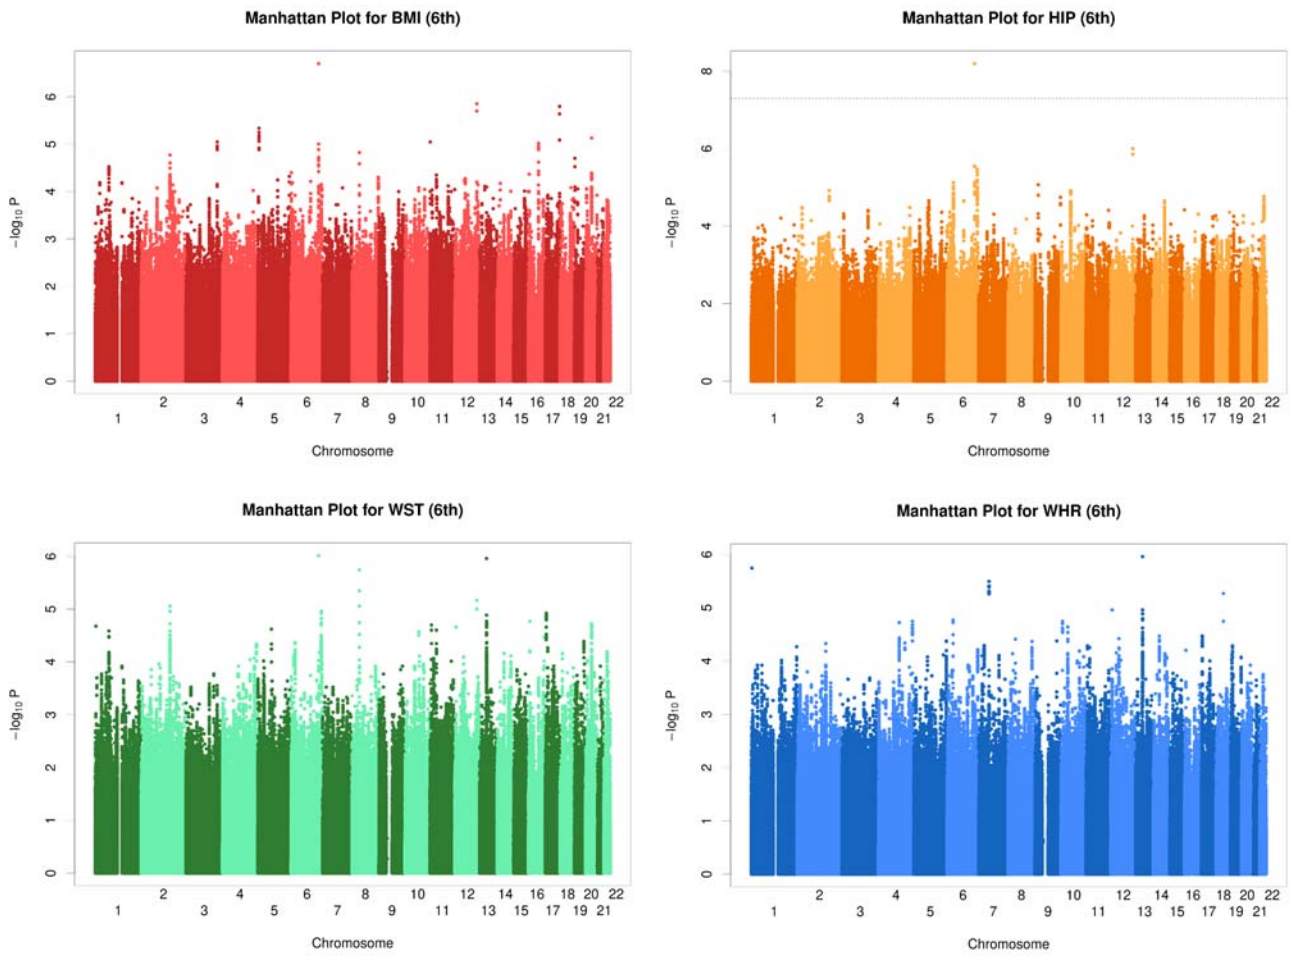 Manhattan Plot for BMI (6th)
6
5
4
3
2
1
0
−log10 P
2 4 6 8 10 12 14 16 18 20 22
1 3 5 7 9 11 13 15 17 19 21
Chromosome
Manhattan Plot for HIP (6th)
8
6
4
2
0
−log10 P
2 4 6 8 10 12 14 16 18 20 22
1 3 5 7 9 11 13 15 17 19 21
Chromosome
Manhattan Plot for WST (6th)
6
5
4
3
2
1
0
−log10 P
2 4 6 8 10 12 14 16 18 20 22
1 3 5 7 9 11 13 15 17 19 21
Chromosome
Manhattan Plot for WHR (6th)
6
5
4
3
2
1
0
−log10 P
2 4 6 8 10 12 14 16 18 20 22
1 3 5 7 9 11 13 15 17 19 21
Chromosome